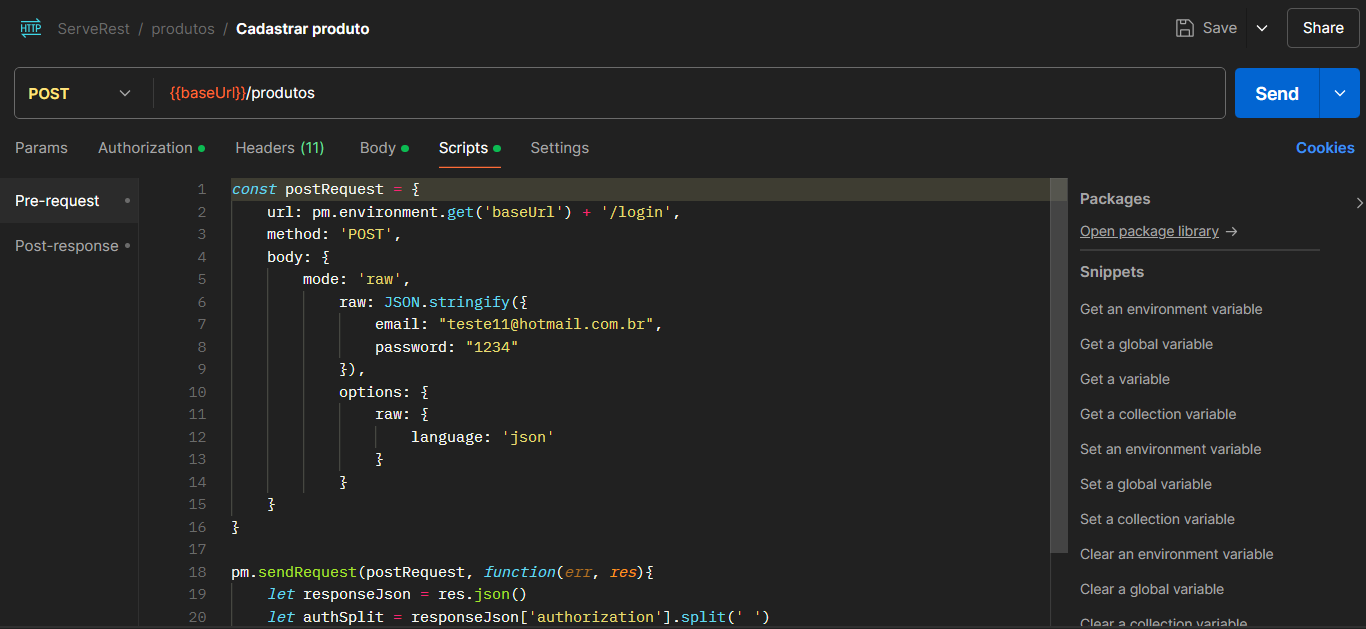 HTTP ServeRest / produtos / Cadastrar produto Save Share
POST {{baseUrl}}/produtos Send
Params Authorization Headers (11) Body Scripts Settings Cookies
Pre-request
Post-response
1 const postRequest = {
2 url: pm.environment.get('baseUrl') + '/login',
3 method: 'POST',
4 body: {
5 mode: 'raw',
6 raw: JSON.stringify({
7 email: "teste11@hotmail.com.br",
8 password: "1234"
9 }),
10 options: {
11 raw: {
12 language: 'json'
13 }
14 }
15 }
16 }
17
18 pm.sendRequest(postRequest, function(err, res){
19 let responseJson = res.json()
20 let authSplit = responseJson['authorization'].split(' ')
Packages
Open package library →
Snippets
Get an environment variable
Get a global variable
Get a variable
Get a collection variable
Set an environment variable
Set a global variable
Set a collection variable
Clear an environment variable
Clear a global variable
Clear a collection variable